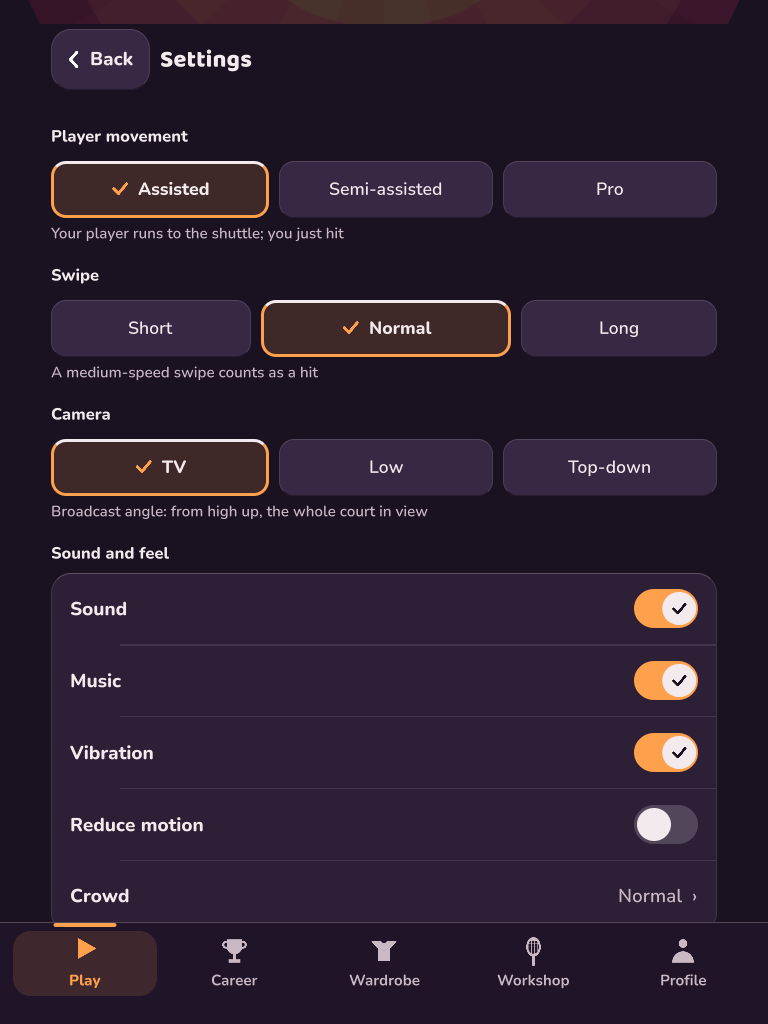 Back Settings
Player movement
Assisted Semi-assisted Pro
Your player runs to the shuttle; you just hit
Swipe
Short Normal Long
A medium-speed swipe counts as a hit
Camera
TV Low Top-down
Broadcast angle: from high up, the whole court in view
Sound and feel
Sound
Music
Vibration
Reduce motion
Crowd Normal ›
Play Career Wardrobe Workshop Profile